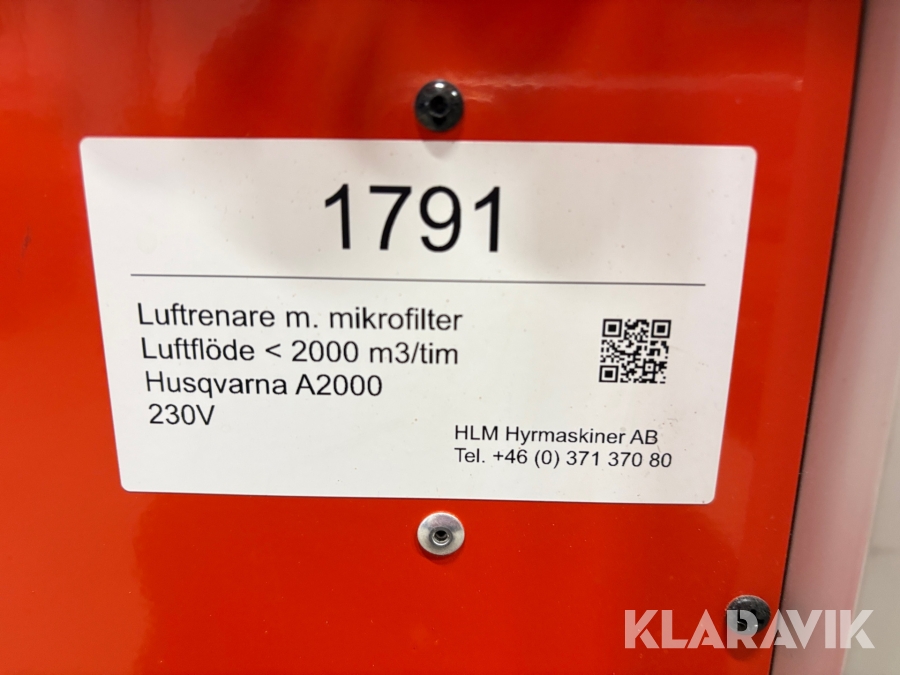 1791
Luftrenare m. mikrofilter
Luftflöde < 2000 m3/tim
Husqvarna A2000
230V
HLM Hyrmaskiner AB
Tel. +46 (0) 371 370 80
KLARAVIK